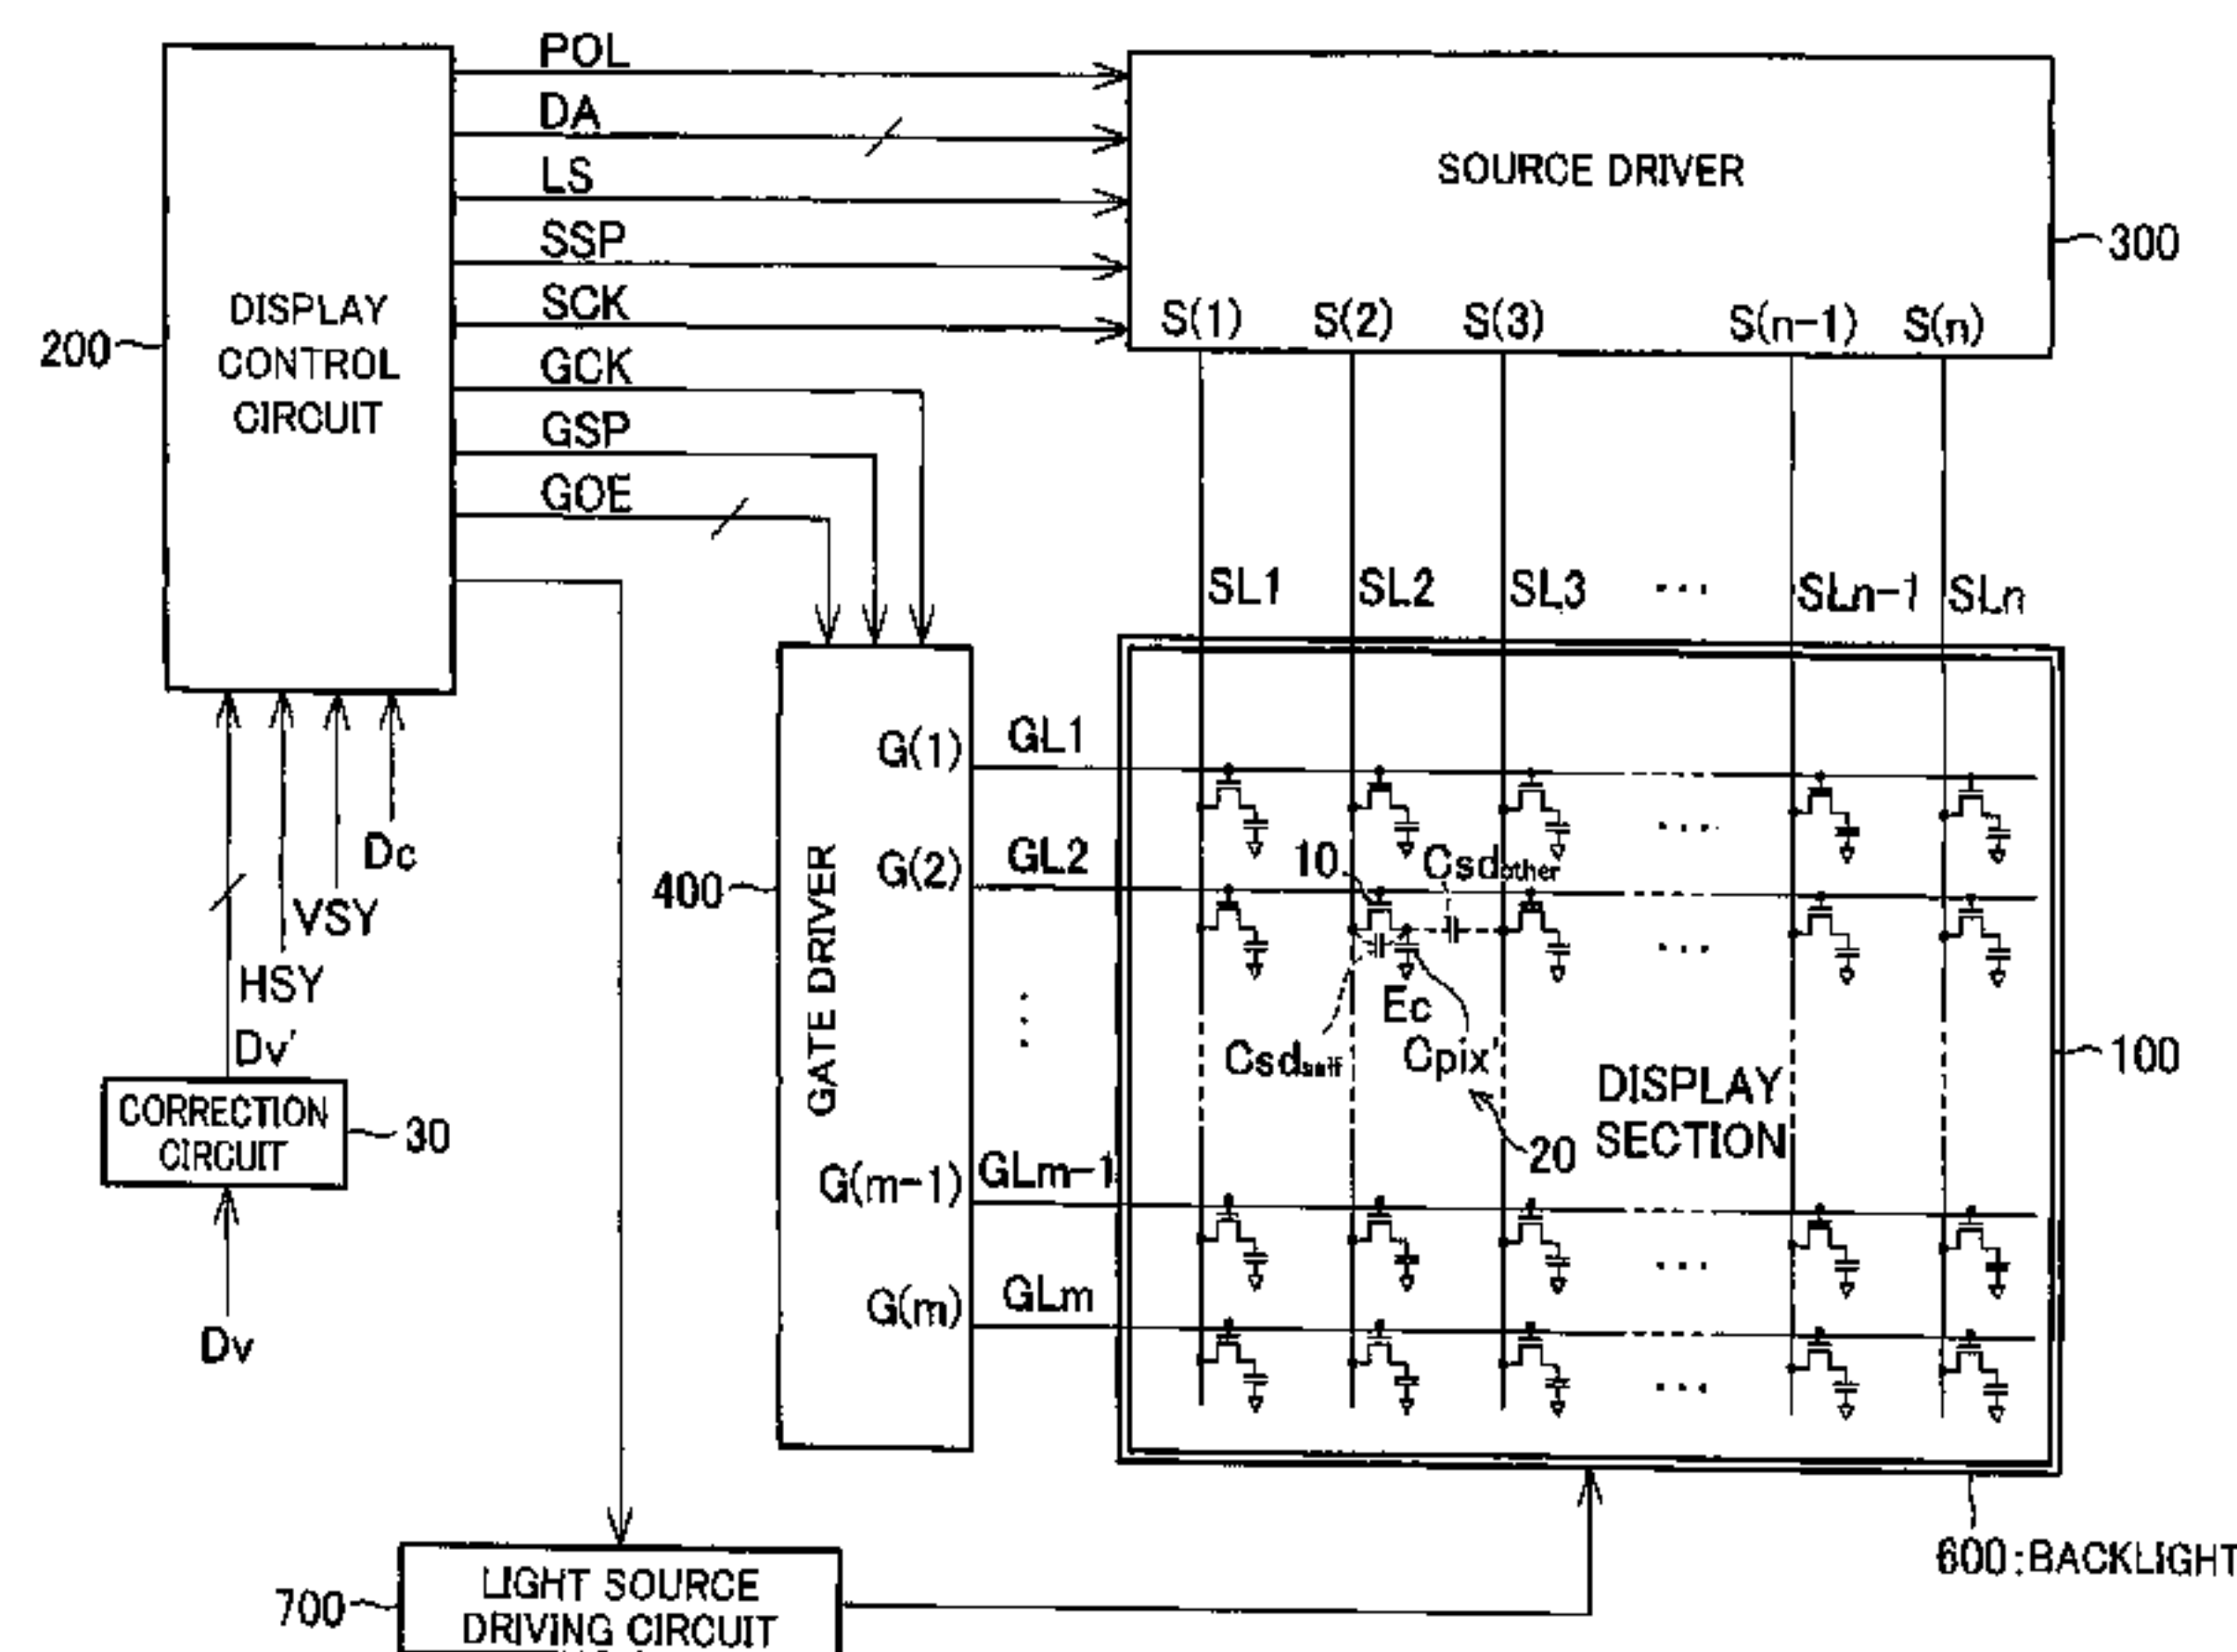 POL
DA
LS
SSP
SCK
GCK
GSP
GOE
200
DISPLAY
CONTROL
CIRCUIT
SOURCE DRIVER
300
S(1) S(2) S(3) S(n-1) S(n)
SL1 SL2 SL3 ··· SLn-1 SLn
Dc
VSY
HSY
Dv'
CORRECTION
CIRCUIT
30
Dv
400
GATE DRIVER
G(1) GL1
G(2) GL2
G(m-1) GLm-1
G(m) GLm
10
Csdother
Csdself
Ec
Cpix'
20
DISPLAY
SECTION
100
600:BACKLIGHT
700
LIGHT SOURCE
DRIVING CIRCUIT